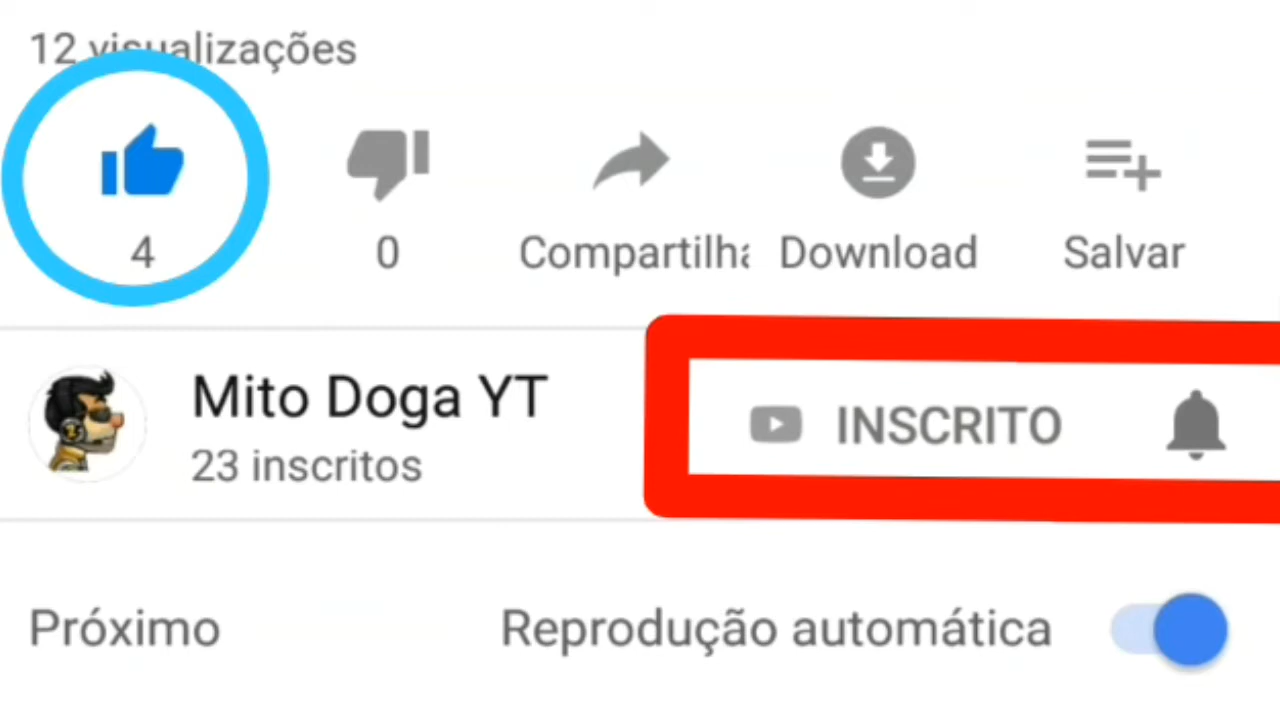 12 visualizações
4 0 Compartilha Download Salvar
Mito Doga YT
INSCRITO
23 inscritos
Próximo Reprodução automática